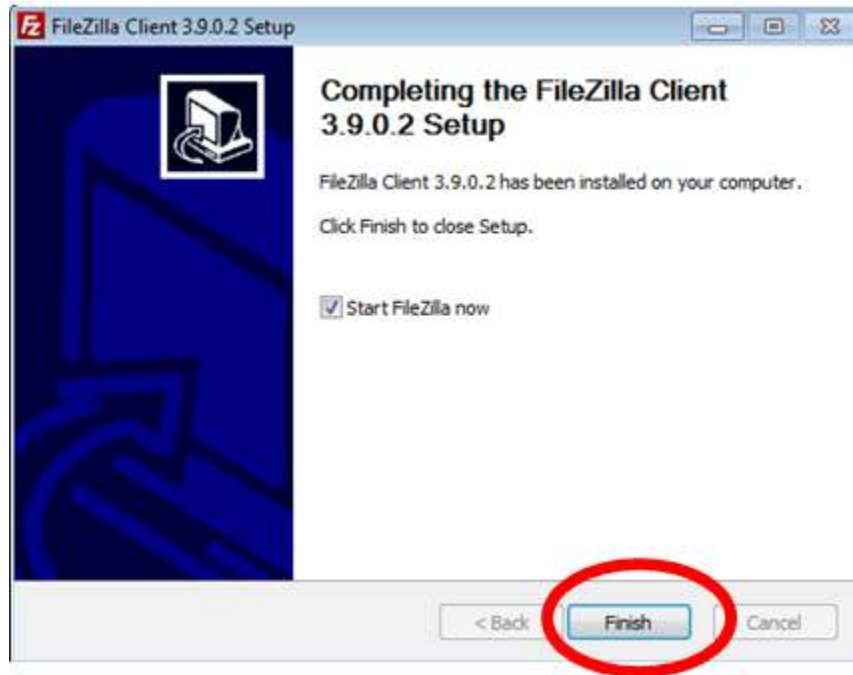 Fz FileZilla Client 3.9.0.2 Setup
Completing the FileZilla Client
3.9.0.2 Setup
FileZilla Client 3.9.0.2 has been installed on your computer.
Click Finish to close Setup.
Start FileZilla now
< Back Finish Cancel